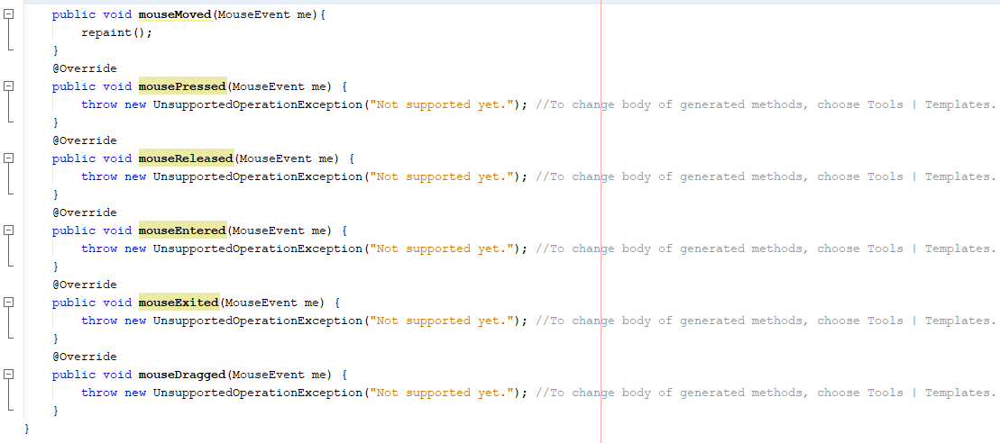 public void mouseMoved(MouseEvent me){
repaint();
}
@Override
public void mousePressed(MouseEvent me) {
throw new UnsupportedOperationException("Not supported yet."); //To change body of generated methods, choose Tools | Templates.
}
@Override
public void mouseReleased(MouseEvent me) {
throw new UnsupportedOperationException("Not supported yet."); //To change body of generated methods, choose Tools | Templates.
}
@Override
public void mouseEntered(MouseEvent me) {
throw new UnsupportedOperationException("Not supported yet."); //To change body of generated methods, choose Tools | Templates.
}
@Override
public void mouseExited(MouseEvent me) {
throw new UnsupportedOperationException("Not supported yet."); //To change body of generated methods, choose Tools | Templates.
}
@Override
public void mouseDragged(MouseEvent me) {
throw new UnsupportedOperationException("Not supported yet."); //To change body of generated methods, choose Tools | Templates.
}
}